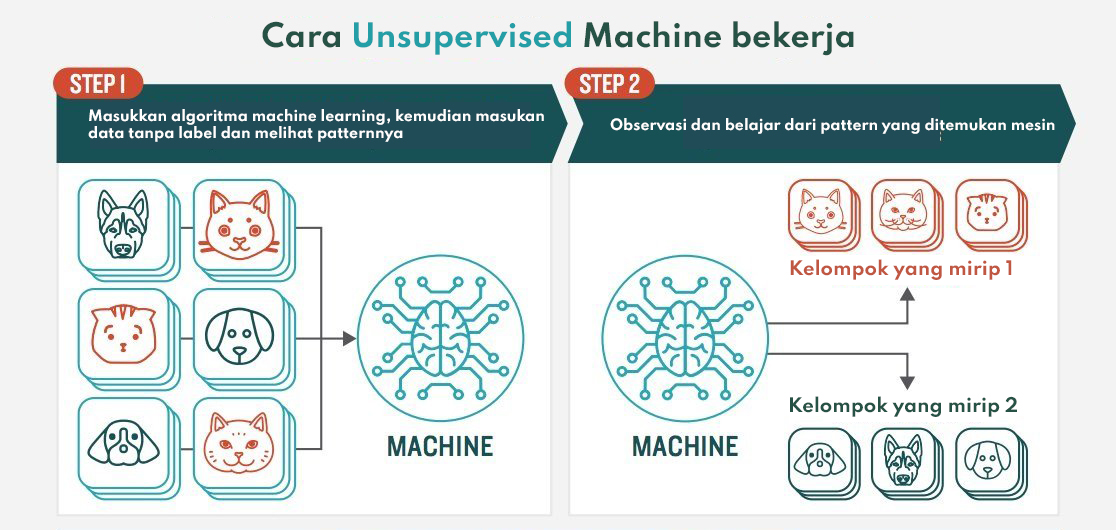 Cara Unsupervised Machine bekerja
STEP 1
Masukkan algoritma machine learning, kemudian masukan
data tanpa label dan melihat patternnya
MACHINE
STEP 2
Observasi dan belajar dari pattern yang ditemukan mesin
MACHINE
Kelompok yang mirip 1
Kelompok yang mirip 2